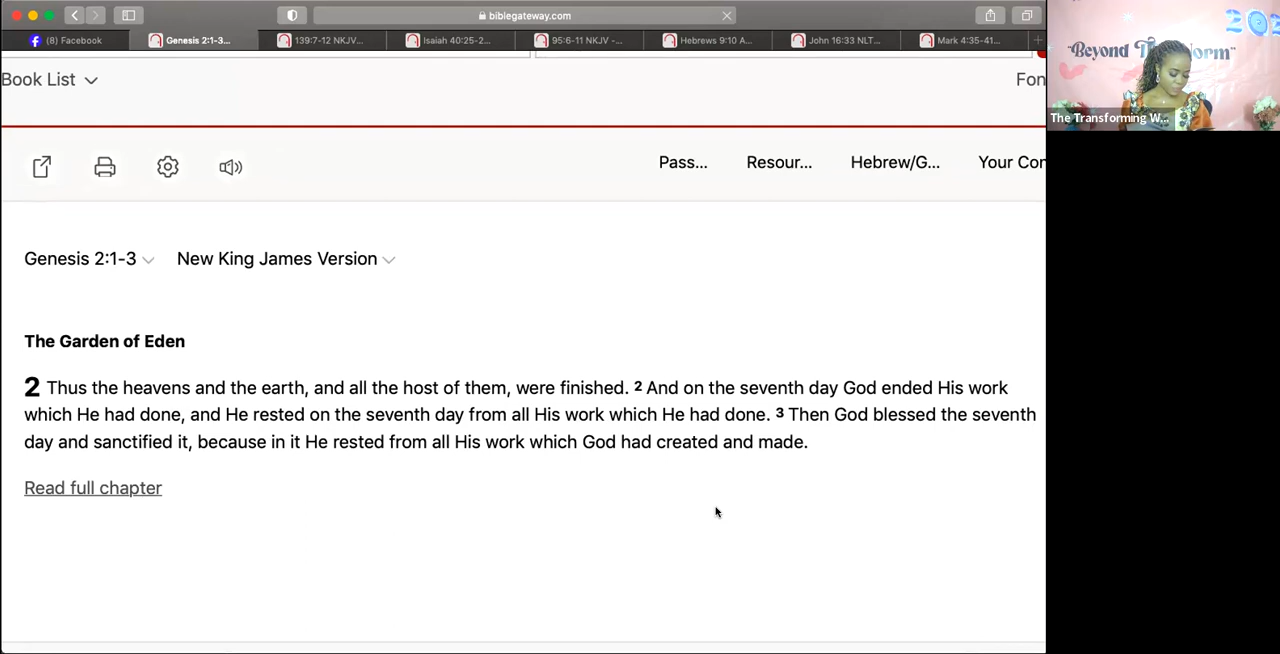 biblegateway.com
(8) Facebook
Genesis 2:1-3...
139:7-12 NKJV...
Isaiah 40:25-2...
95:6-11 NKJV -...
Hebrews 9:10 A...
John 16:33 NLT...
Mark 4:35-41...
Book List
Fon
Pass...
Resour...
Hebrew/G...
Your Con
Genesis 2:1-3
New King James Version
The Garden of Eden
2 Thus the heavens and the earth, and all the host of them, were finished. 2 And on the seventh day God ended His work
which He had done, and He rested on the seventh day from all His work which He had done. 3 Then God blessed the seventh
day and sanctified it, because in it He rested from all His work which God had created and made.
Read full chapter
"Beyond
The Transforming W...